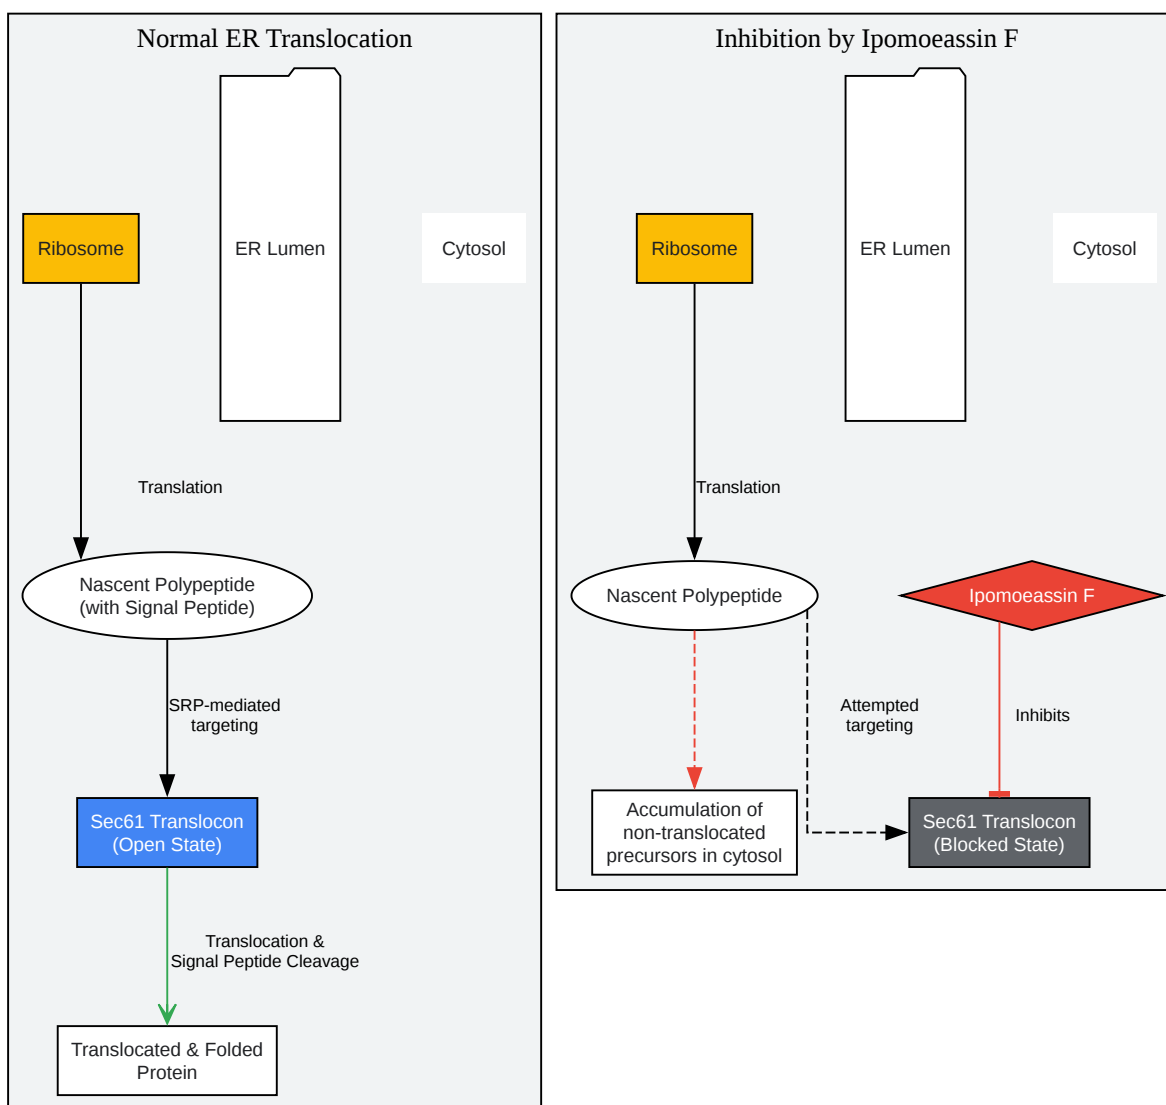 Normal ER Translocation
Ribosome
ER Lumen
Cytosol
Translation
Nascent Polypeptide
(with Signal Peptide)
SRP-mediated
targeting
Sec61 Translocon
(Open State)
Translocation &
Signal Peptide Cleavage
Translocated & Folded
Protein
Inhibition by Ipomoeassin F
Ribosome
ER Lumen
Cytosol
Translation
Nascent Polypeptide
Ipomoeassin F
Attempted
targeting
Inhibits
Accumulation of
non-translocated
precursors in cytosol
Sec61 Translocon
(Blocked State)